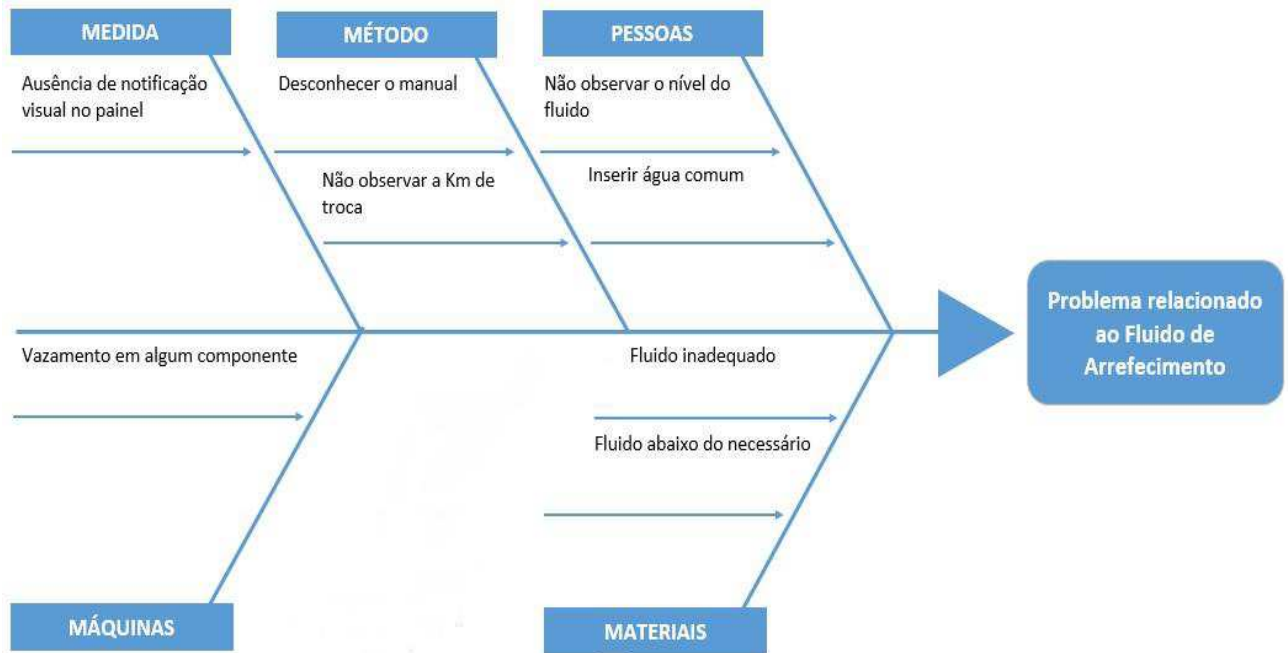 MEDIDA
MÉTODO
PESSOAS
Ausência de notificação
visual no painel
Desconhecer o manual
Não observar o nível do
fluido
Não observar a Km de
troca
Inserir água comum
Problema relacionado
ao Fluido de
Arrefecimento
Vazamento em algum componente
Fluido inadequado
Fluido abaixo do necessário
MÁQUINAS
MATERIAIS